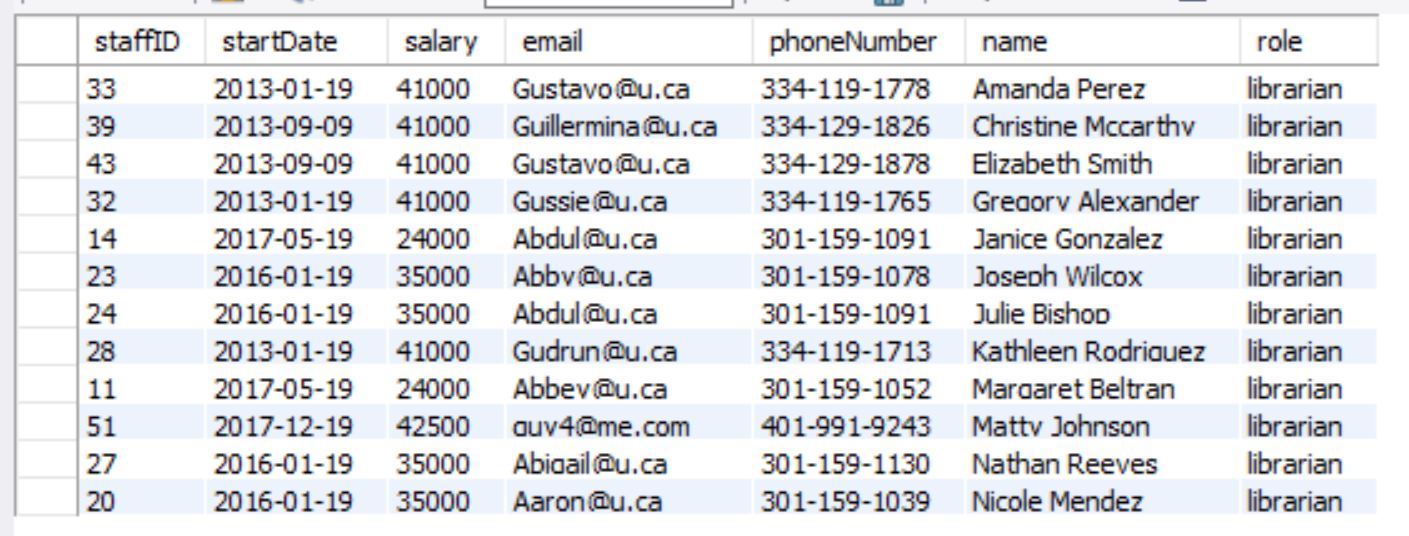 staffID startDate salary email phoneNumber name role
33 2013-01-19 41000 Gustavo@u.ca 334-119-1778 Amanda Perez librarian
39 2013-09-09 41000 Guillermina@u.ca 334-129-1826 Christine Mccarthy librarian
43 2013-09-09 41000 Gustavo@u.ca 334-129-1878 Elizabeth Smith librarian
32 2013-01-19 41000 Gussie@u.ca 334-119-1765 Gregory Alexander librarian
14 2017-05-19 24000 Abdul@u.ca 301-159-1091 Janice Gonzalez librarian
23 2016-01-19 35000 Abby@u.ca 301-159-1078 Joseph Wilcox librarian
24 2016-01-19 35000 Abdul@u.ca 301-159-1091 Julie Bishop librarian
28 2013-01-19 41000 Gudrun@u.ca 334-119-1713 Kathleen Rodriguez librarian
11 2017-05-19 24000 Abbey@u.ca 301-159-1052 Margaret Beltran librarian
51 2017-12-19 42500 guy4@me.com 401-991-9243 Matty Johnson librarian
27 2016-01-19 35000 Abigail@u.ca 301-159-1130 Nathan Reeves librarian
20 2016-01-19 35000 Aaron@u.ca 301-159-1039 Nicole Mendez librarian